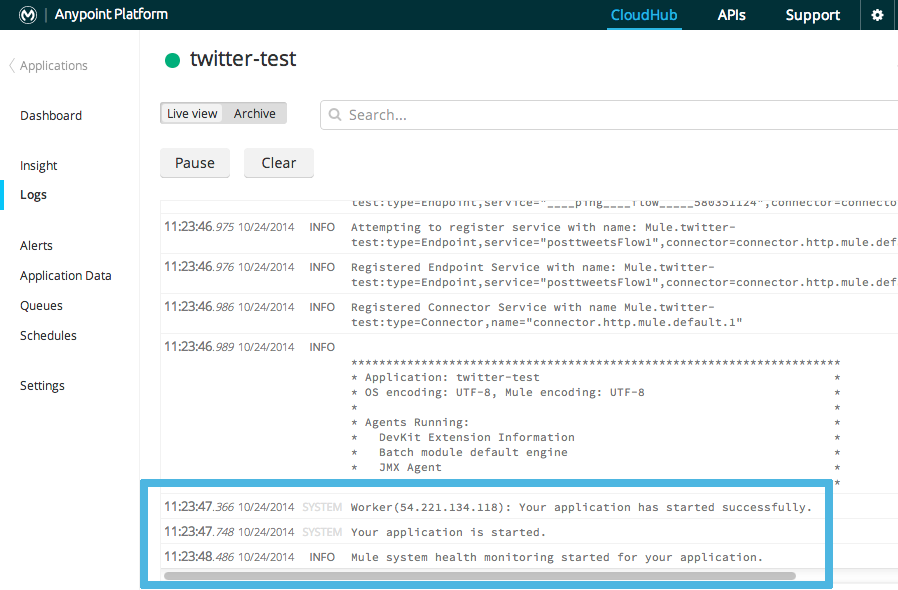 Anypoint Platform
CloudHub
APIs
Support
Applications
twitter-test
Dashboard
Live view
Archive
Search...
Insight
Pause
Clear
Logs
test:type=Endpoint,service="____ping____flow_____580351124",connector=connecto
11:23:46.975 10/24/2014 INFO Attempting to register service with name: Mule.twitter-
test:type=Endpoint,service="posttweetsFlow1",connector=connector.http.mule.def
Alerts
11:23:46.976 10/24/2014 INFO Registered Endpoint Service with name: Mule.twitter-
test:type=Endpoint,service="posttweetsFlow1",connector=connector.http.mule.def
Application Data
Queues
11:23:46.986 10/24/2014 INFO Registered Connector Service with name Mule.twitter-
test:type=Connector,name="connector.http.mule.default.1"
Schedules
11:23:46.989 10/24/2014 INFO
**********************************************************************
* Application: twitter-test *
* OS encoding: UTF-8, Mule encoding: UTF-8 *
* *
* Agents Running: *
* DevKit Extension Information *
* Batch module default engine *
* JMX Agent *
*
Settings
11:23:47.366 10/24/2014 SYSTEM Worker(54.221.134.118): Your application has started successfully.
11:23:47.748 10/24/2014 SYSTEM Your application is started.
11:23:48.486 10/24/2014 INFO Mule system health monitoring started for your application.